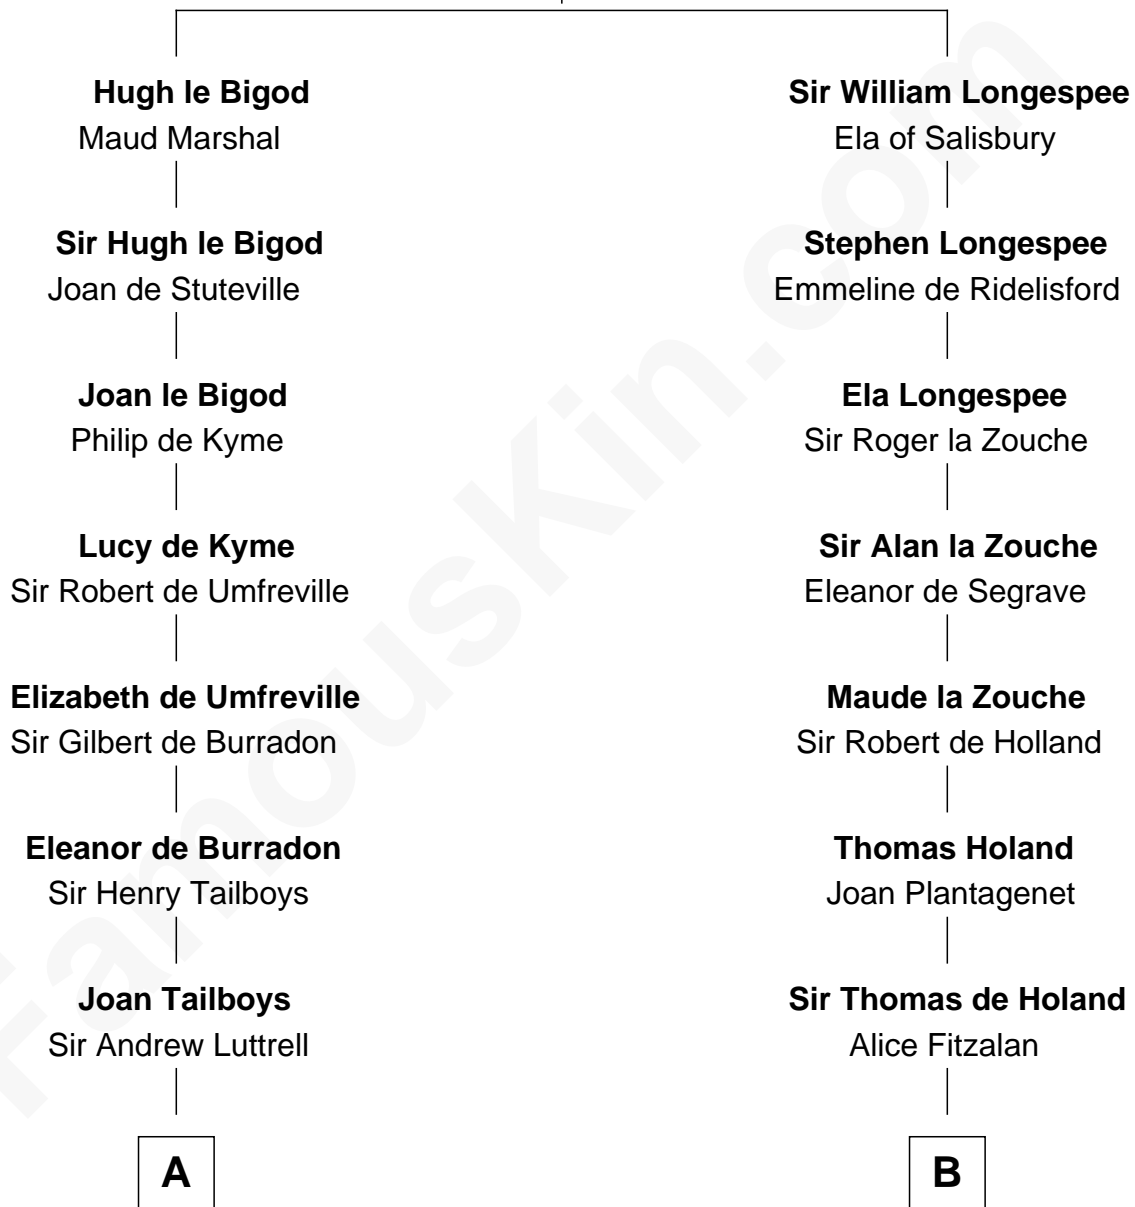 Hugh le Bigod
Maud Marshal
Sir Hugh le Bigod
Joan de Stuteville
Joan le Bigod
Philip de Kyme
Lucy de Kyme
Sir Robert de Umfreville
Elizabeth de Umfreville
Sir Gilbert de Burradon
Eleanor de Burradon
Sir Henry Tailboys
Joan Tailboys
Sir Andrew Luttrell
A
Sir William Longespee
Ela of Salisbury
Stephen Longespee
Emmeline de Ridelisford
Ela Longespee
Sir Roger la Zouche
Sir Alan la Zouche
Eleanor de Segrave
Maude la Zouche
Sir Robert de Holland
Thomas Holand
Joan Plantagenet
Sir Thomas de Holand
Alice Fitzalan
B
FamousKin.com